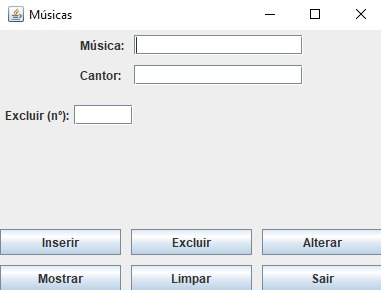 Músicas
Música:
Cantor:
Excluir (nº):
Inserir Excluir Alterar
Mostrar Limpar Sair